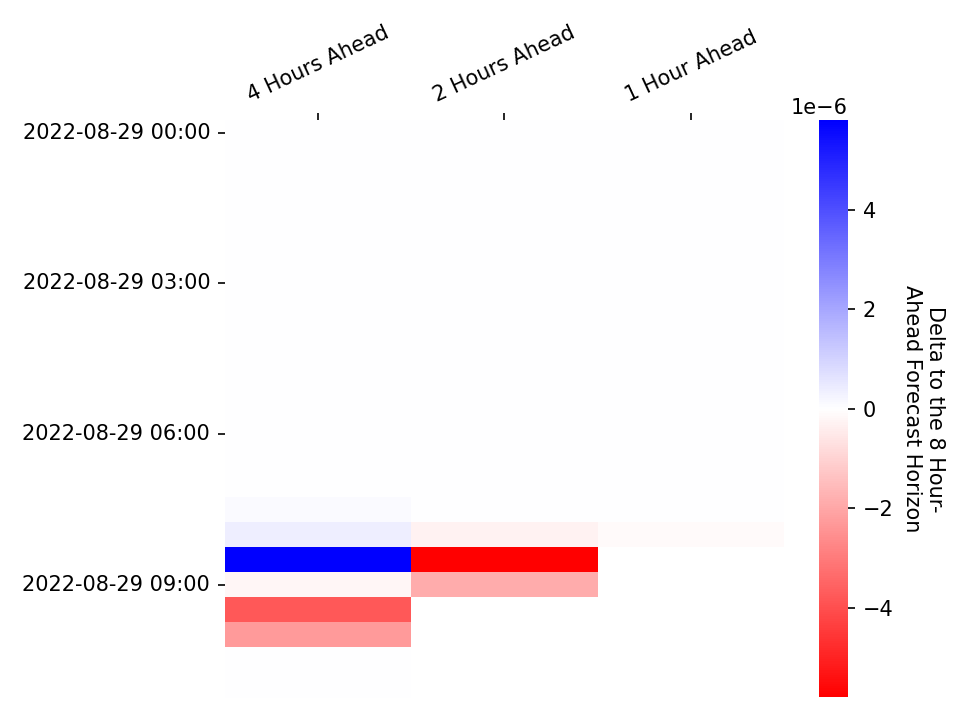 4 Hours Ahead
2 Hours Ahead
1 Hour Ahead
1e−6
2022-08-29 00:00
2022-08-29 03:00
2022-08-29 06:00
2022-08-29 09:00
4
2
0
−2
−4
Delta to the 8 Hour-
Ahead Forecast Horizon